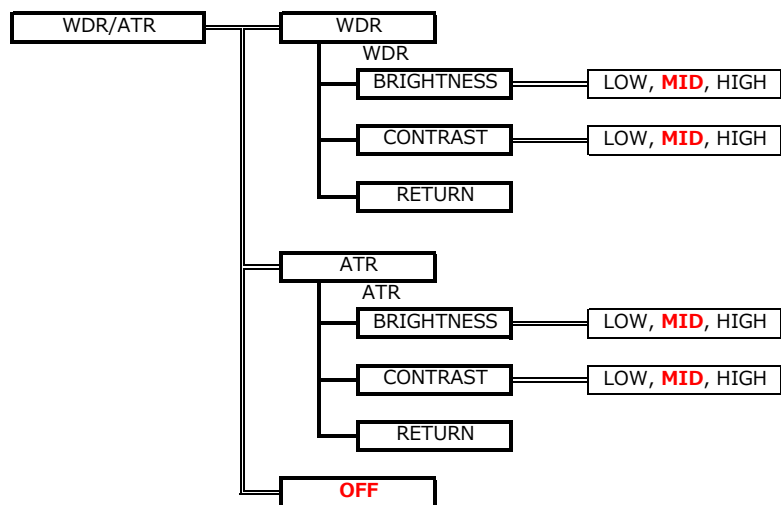 WDR/ATR
WDR
WDR
BRIGHTNESS
LOW, MID, HIGH
CONTRAST
LOW, MID, HIGH
RETURN
ATR
ATR
BRIGHTNESS
LOW, MID, HIGH
CONTRAST
LOW, MID, HIGH
RETURN
OFF